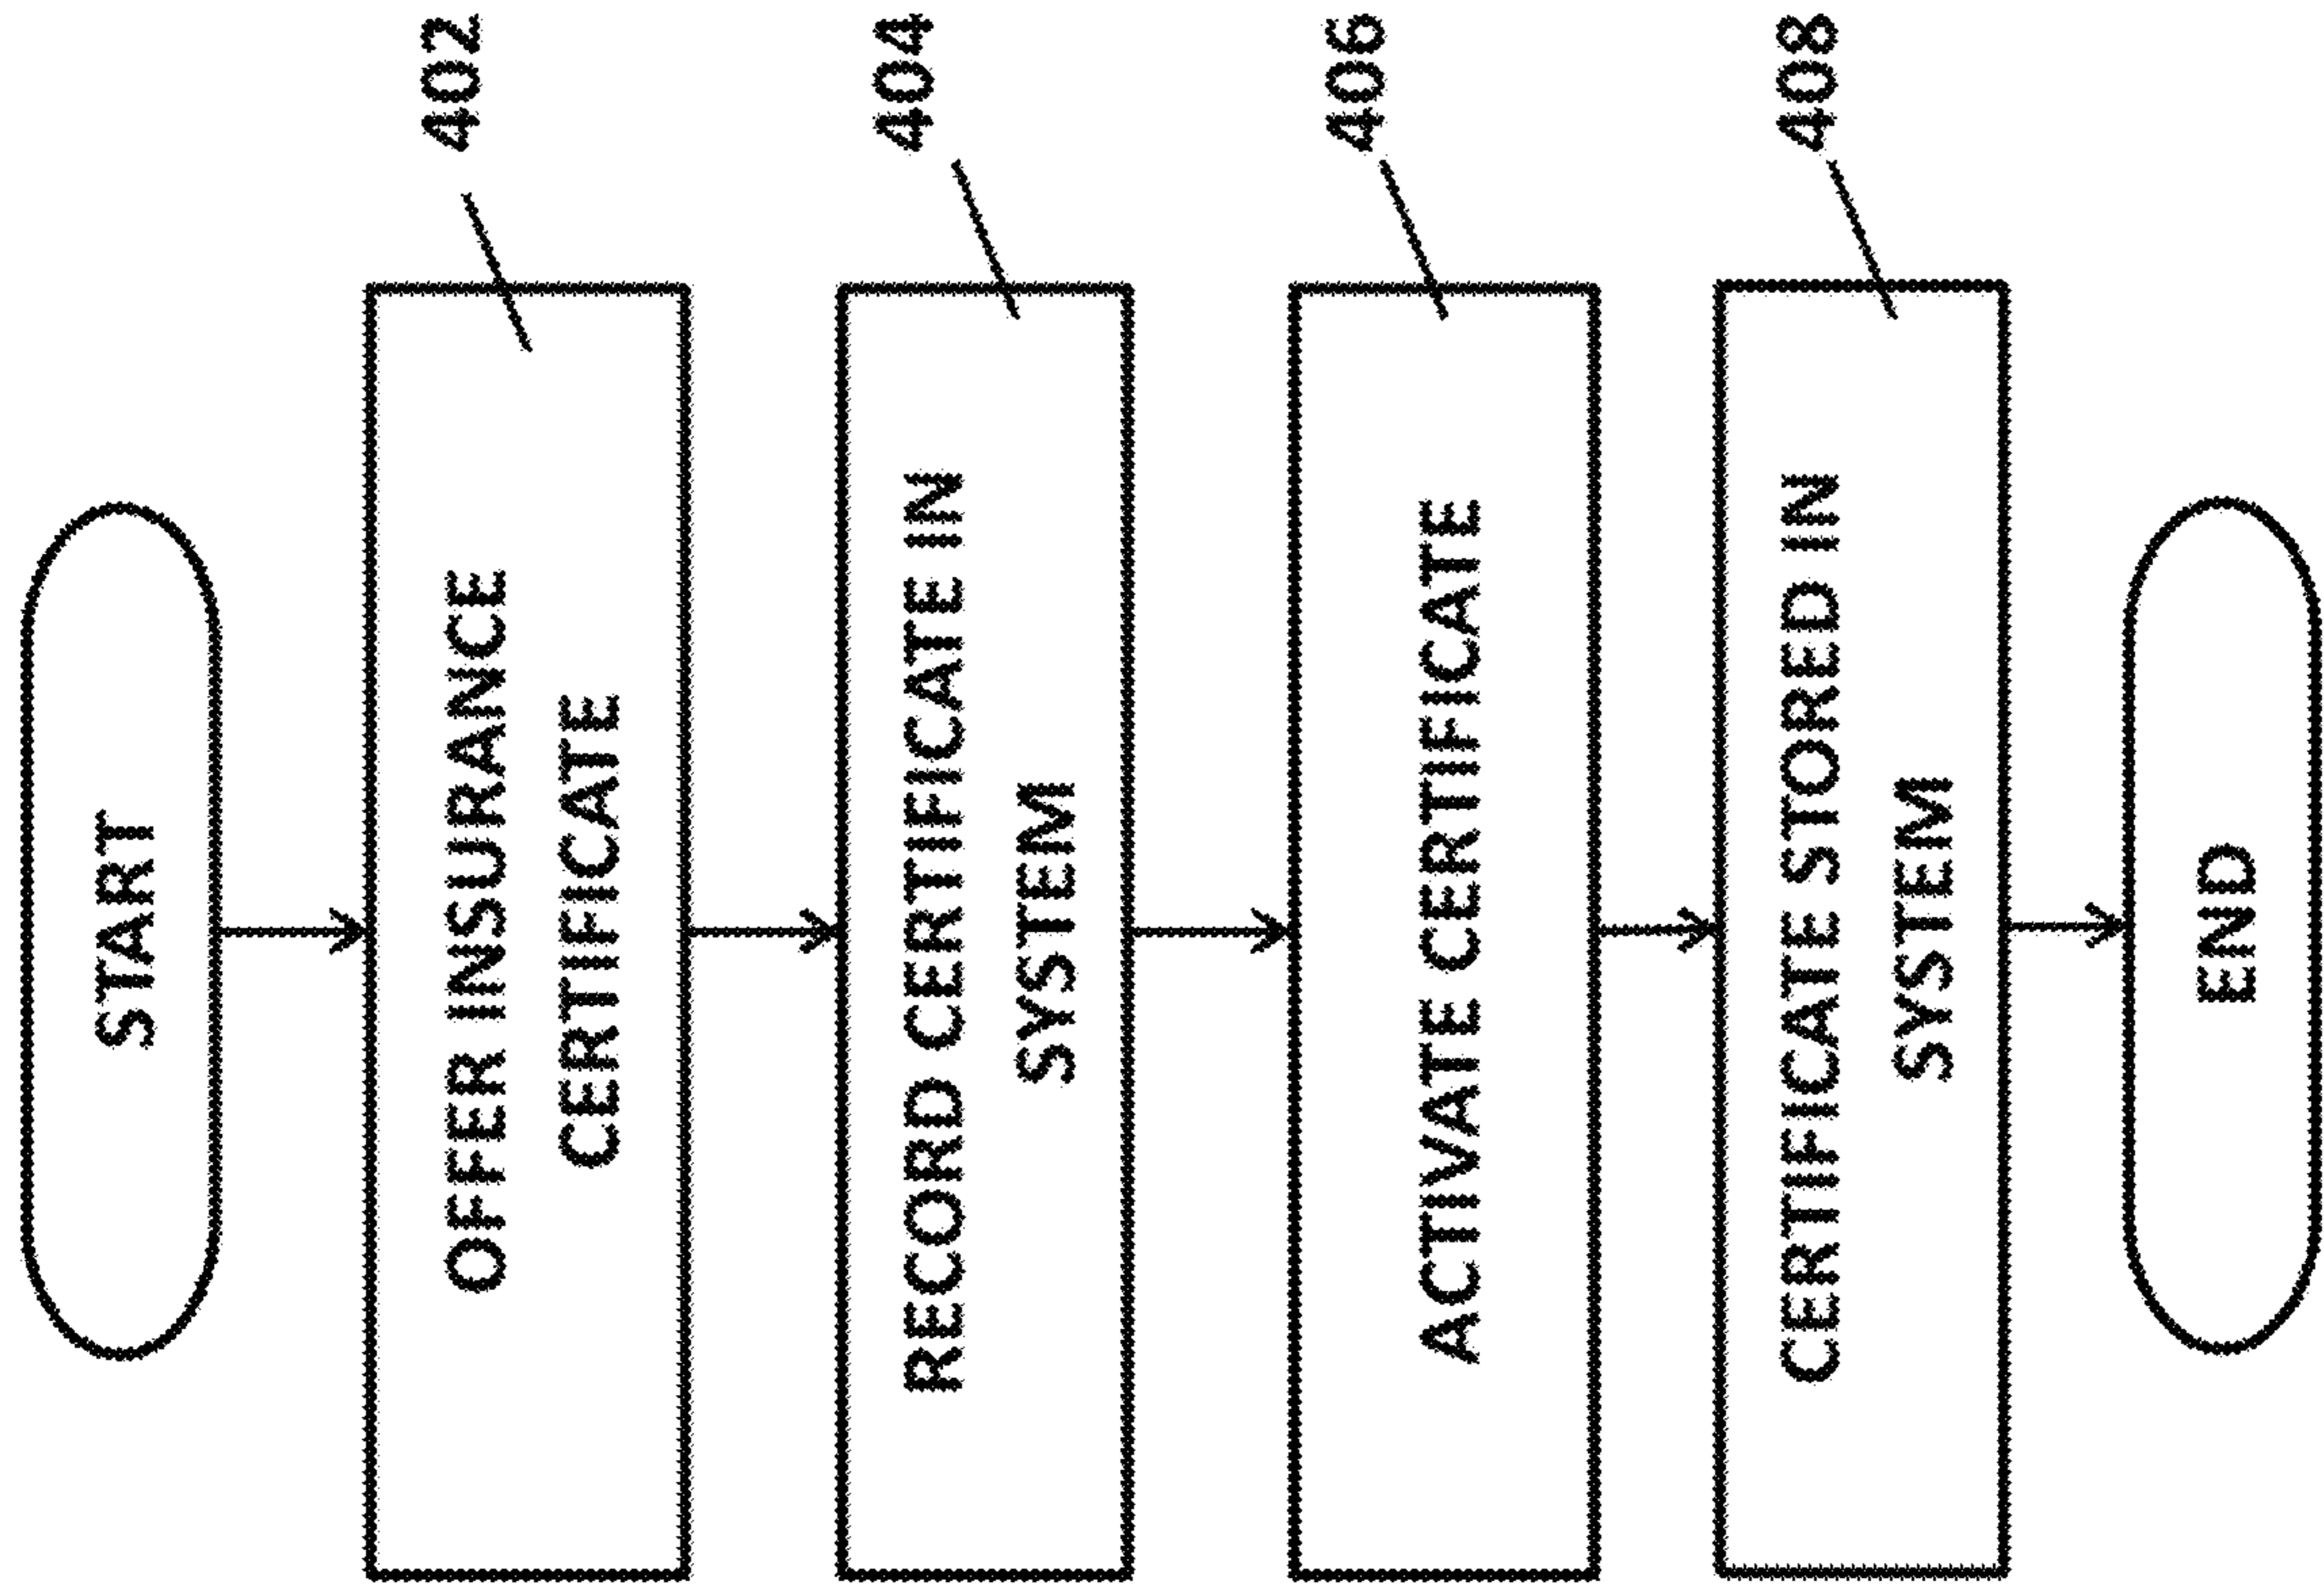 START
402
OFFER INSURANCE
CERTIFICATE
404
RECORD CERTIFICATE IN
SYSTEM
406
ACTIVATE CERTIFICATE
408
CERTIFICATE STORED IN
SYSTEM
END